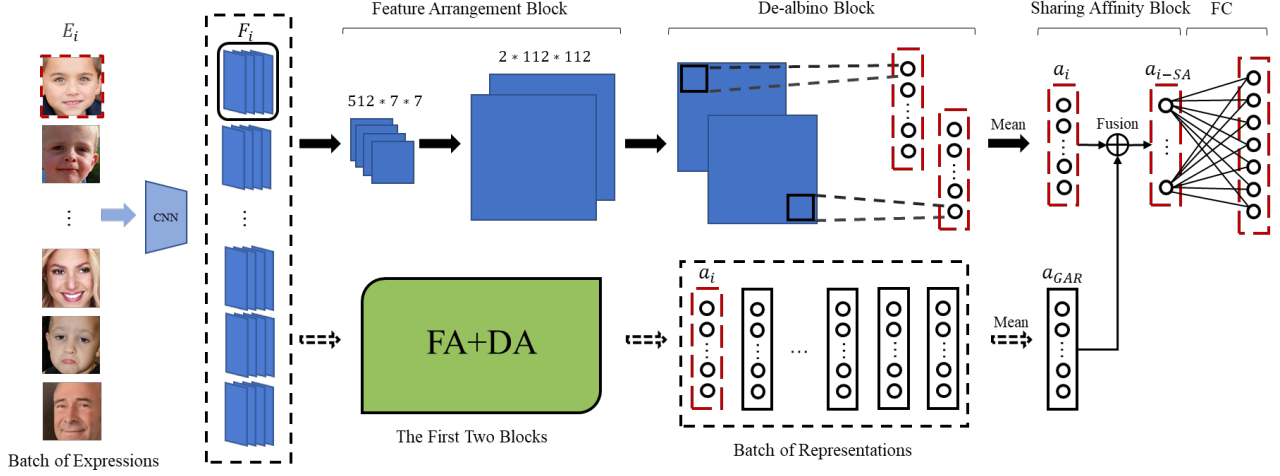 Feature Arrangement Block
De-albino Block
Sharing Affinity Block
FC
E_i
F_i
2 * 112 * 112
512 * 7 * 7
a_i
a_{i-SA}
Mean
Fusion
CNN
a_i
a_{GAR}
FA+DA
Mean
The First Two Blocks
Batch of Representations
Batch of Expressions